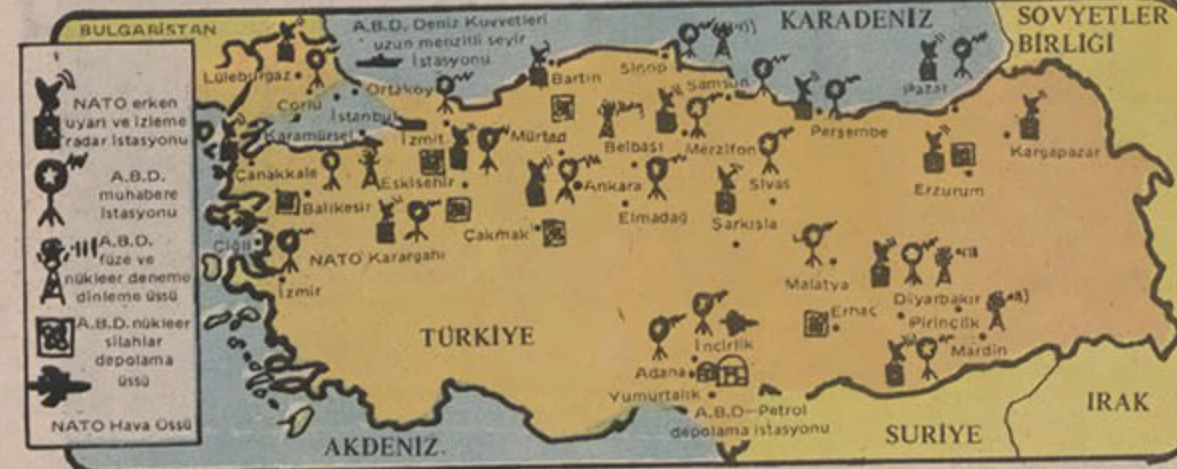 BULGARİSTAN
A.B.D. Deniz Kuvvetleri
uzun menzilli seyir
İstasyonu
KARADENİZ
SOVYETLER
BİRLİĞİ
NATO erken
uyarı ve izleme
radar istasyonu
A.B.D.
muhabere
istasyonu
A.B.D.
füze ve
nükleer deneme
dinleme üssü
A.B.D. nükleer
silahlar
depolama
üssü
NATO Hava Üssü
Lüleburgaz
Çorlu
Ortaköy
İstanbul
Karamürsel
İzmit
Bartın
Sinop
Samsun
Pazar
Perşembe
Kargapazar
Mürted
Belbaşı
Merzifon
Çanakkale
Eskişehir
Ankara
Sivas
Erzurum
Balıkesir
Elmadağ
Şarkışla
Çakmak
Çiğli
NATO Karargahı
İzmir
Malatya
Diyarbakır
Erhaç
Pirinçlik
Mardin
TÜRKİYE
İncirlik
Adana
Yumurtalık
A.B.D-Petrol
depolama istasyonu
AKDENİZ.
SURİYE
IRAK